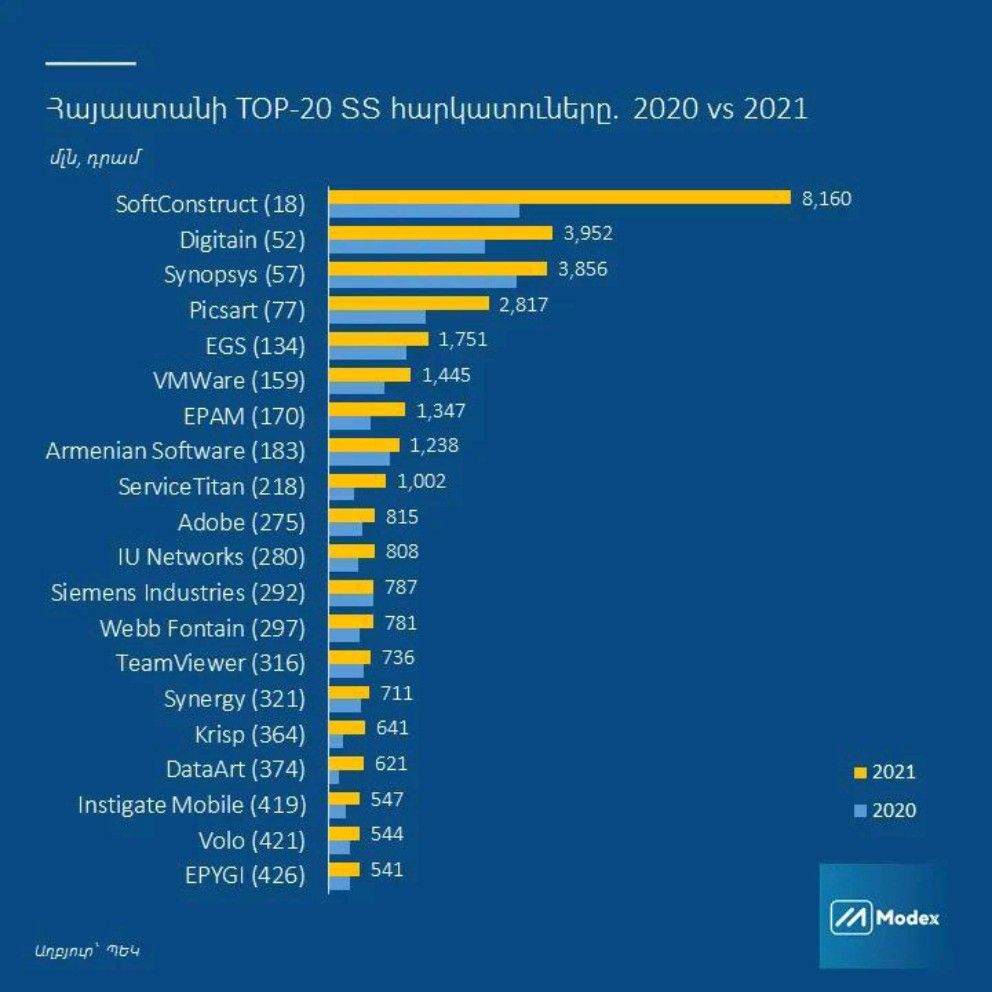 Հայաստանի TOP-20 ՏՏ հարկատուները. 2020 vs 2021
մլն, դրամ
SoftConstruct (18) 8,160
Digitain (52) 3,952
Synopsys (57) 3,856
Picsart (77) 2,817
EGS (134) 1,751
VMWare (159) 1,445
EPAM (170) 1,347
Armenian Software (183) 1,238
ServiceTitan (218) 1,002
Adobe (275) 815
IU Networks (280) 808
Siemens Industries (292) 787
Webb Fontain (297) 781
TeamViewer (316) 736
Synergy (321) 711
Krisp (364) 641
DataArt (374) 621
Instigate Mobile (419) 547
Volo (421) 544
EPYGI (426) 541
2021
2020
Modex
Աղբյուր՝ ՊԵԿ